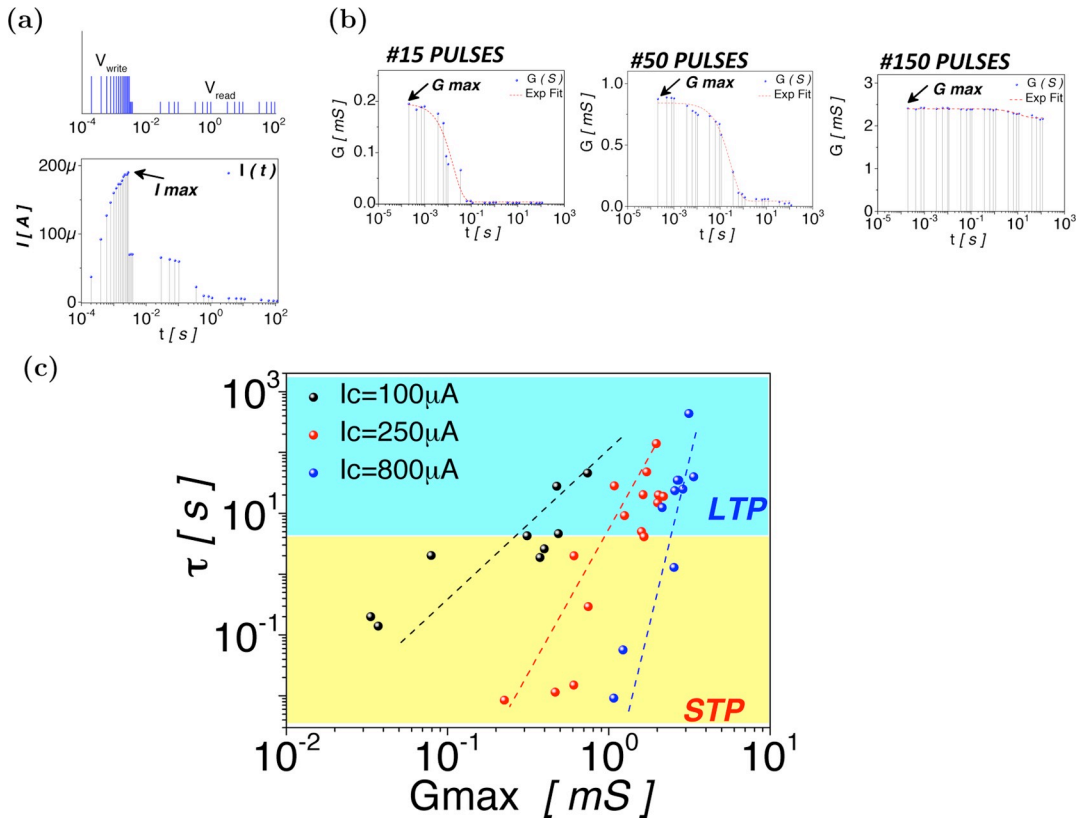 (a)
V write
V read
10-4 10-2 100 102
200µ
100µ
0
I [ A ]
I ( t )
I max
10-4 10-2 100 102
t [ s ]
(b)
#15 PULSES
G ( S )
Exp Fit
G max
0.2
0.1
0.0
G [ mS ]
10-5 10-3 10-1 101 103
t [ s ]
#50 PULSES
G ( S )
Exp Fit
G max
1.0
0.5
0.0
G [ mS ]
10-5 10-3 10-1 101 103
t [ s ]
#150 PULSES
G ( S )
Exp Fit
G max
3
2
1
0
G [ mS ]
10-5 10-3 10-1 101 103
t [ s ]
(c)
103
101
10-1
τ [ s ]
Ic=100µA
Ic=250µA
Ic=800µA
LTP
STP
10-2 10-1 100 101
Gmax [ mS ]